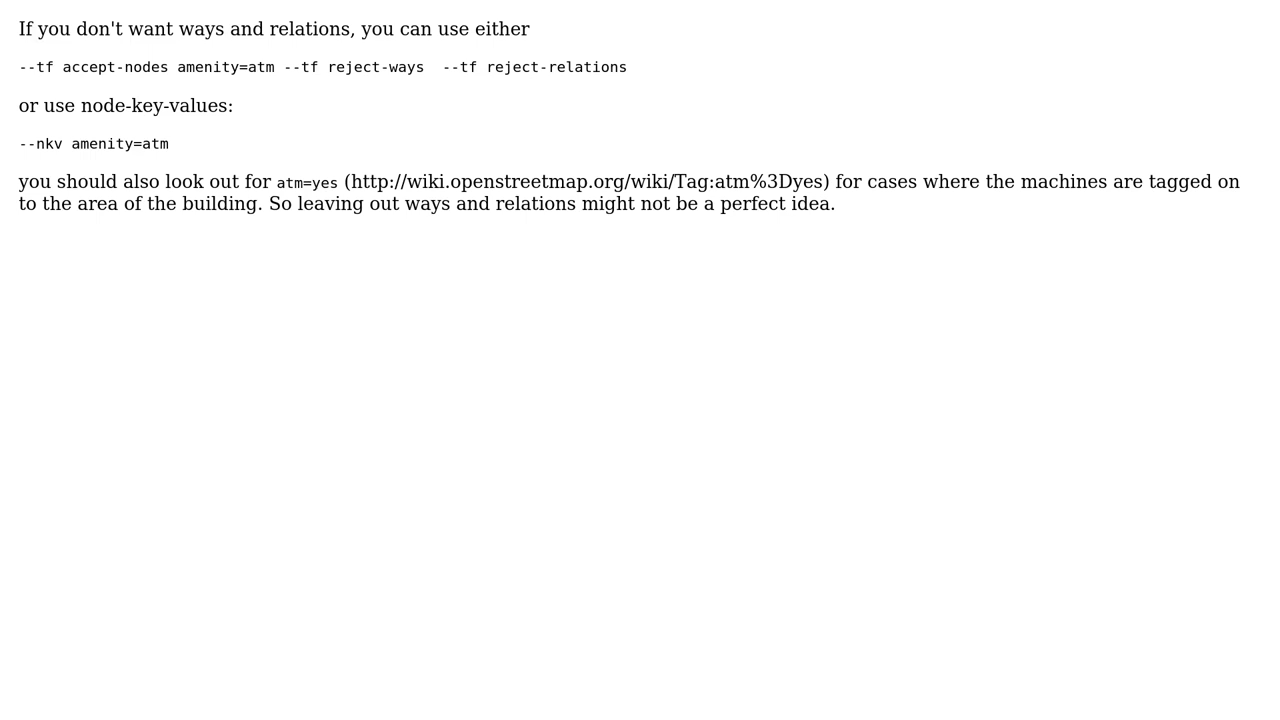 If you don't want ways and relations, you can use either
--tf accept-nodes amenity=atm --tf reject-ways  --tf reject-relations
or use node-key-values:
--nkv amenity=atm
you should also look out for atm=yes (http://wiki.openstreetmap.org/wiki/Tag:atm%3Dyes) for cases where the machines are tagged on
to the area of the building. So leaving out ways and relations might not be a perfect idea.